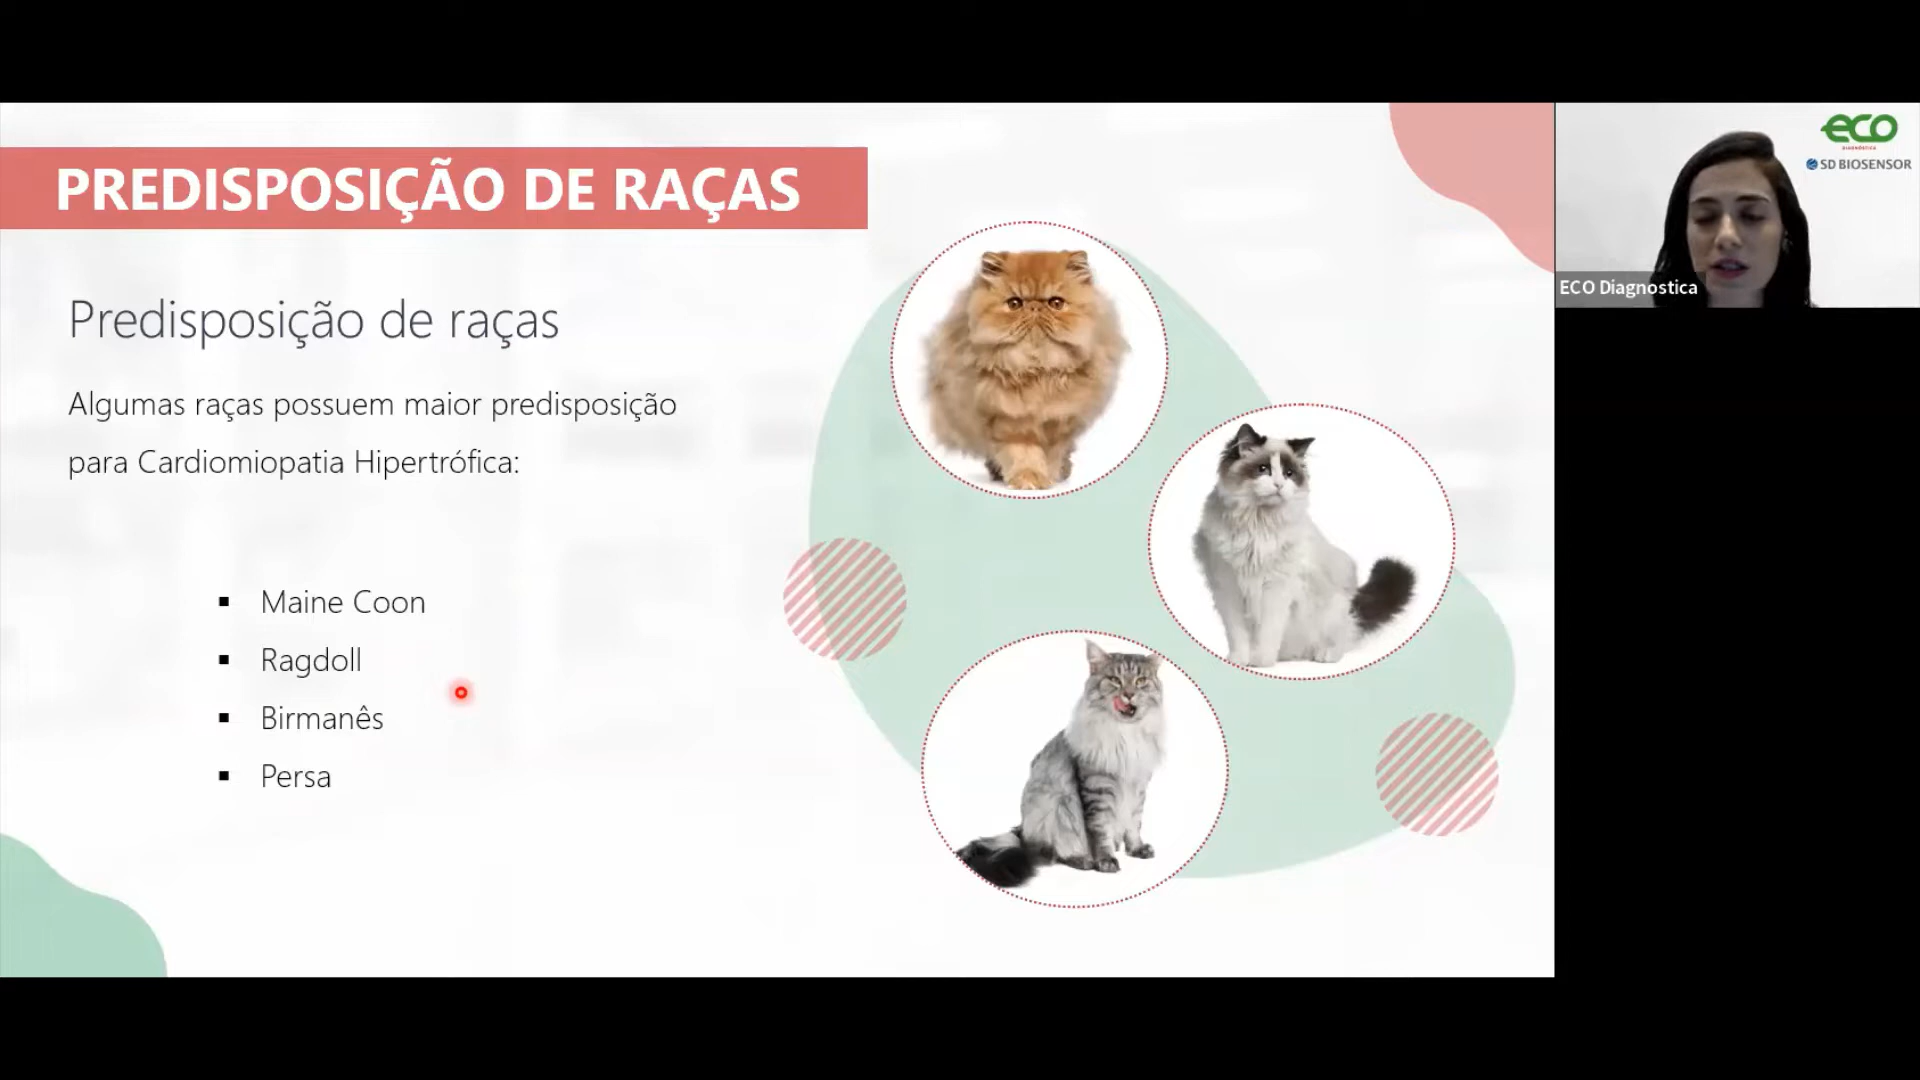 PREDISPOSIÇÃO DE RAÇAS
Predisposição de raças
Algumas raças possuem maior predisposição
para Cardiomiopatia Hipertrófica:
▪ Maine Coon
▪ Ragdoll
▪ Birmanês
▪ Persa
eco
DIAGNÓSTICA
SD BIOSENSOR
ECO Diagnostica